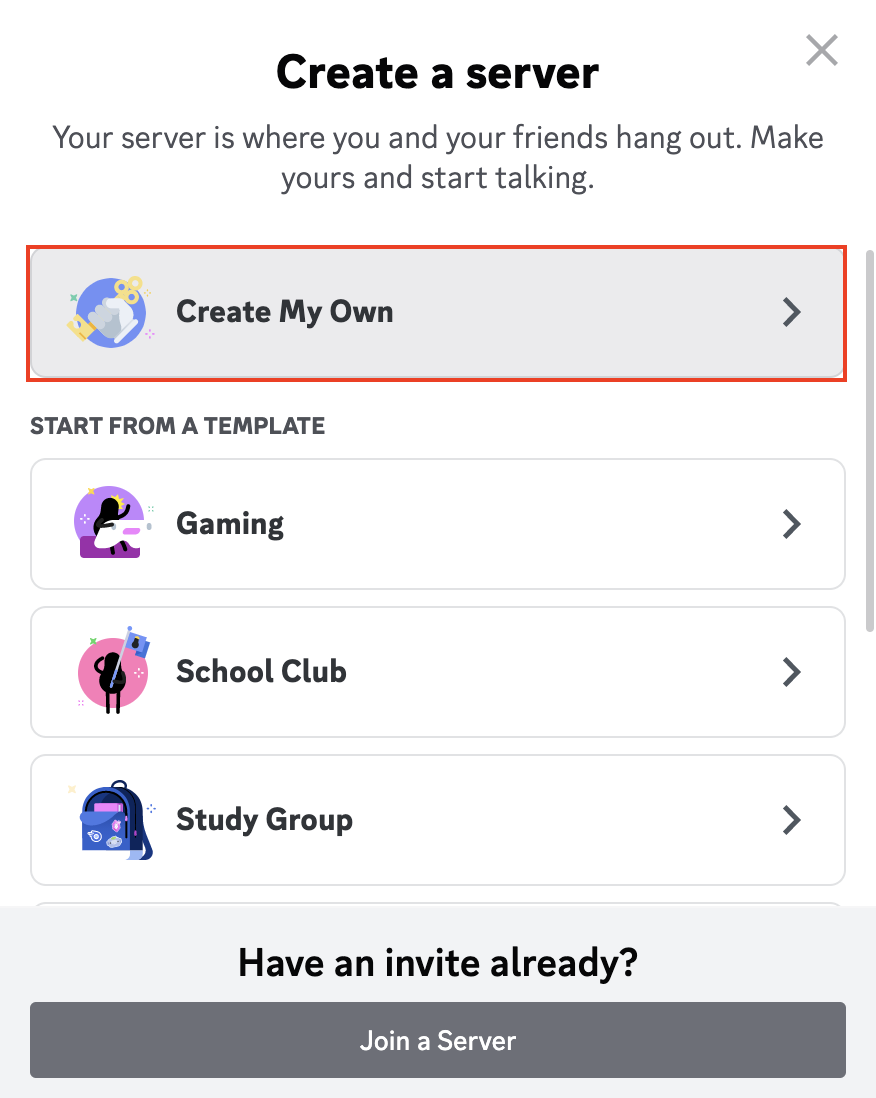 Create a server
Your server is where you and your friends hang out. Make
yours and start talking.
Create My Own
START FROM A TEMPLATE
Gaming
School Club
Study Group
Have an invite already?
Join a Server